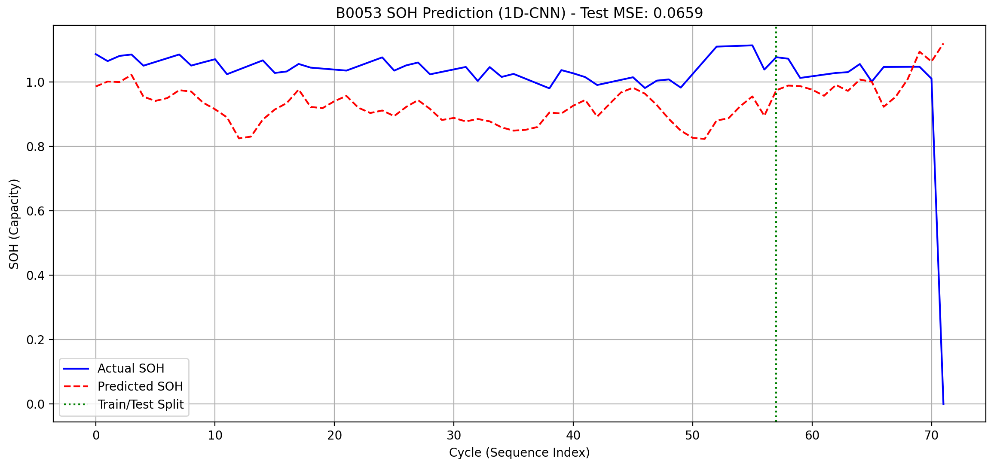 B0053 SOH Prediction (1D-CNN) - Test MSE: 0.0659
SOH (Capacity)
1.0
0.8
0.6
0.4
0.2
0.0
Actual SOH
Predicted SOH
Train/Test Split
0 10 20 30 40 50 60 70
Cycle (Sequence Index)